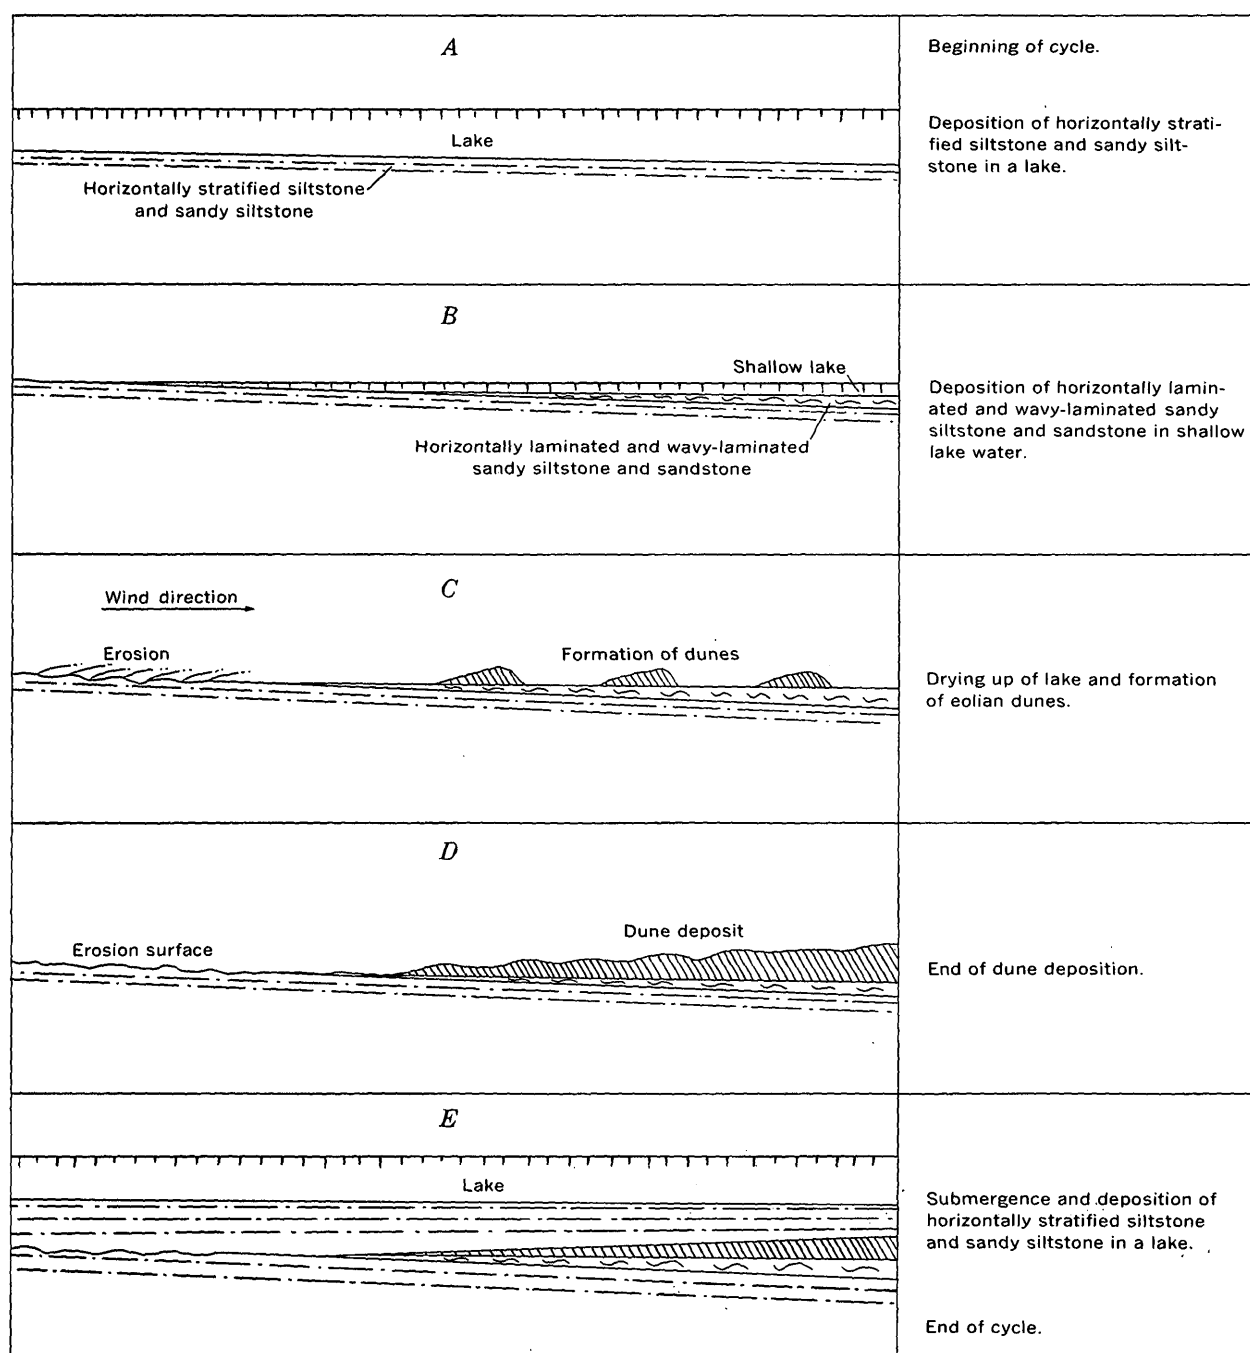 A
Beginning of cycle.
Lake
Deposition of horizontally strati-
fied siltstone and sandy silt-
stone in a lake.
Horizontally stratified siltstone
and sandy siltstone
B
Shallow lake
Deposition of horizontally lamin-
ated and wavy-laminated sandy
siltstone and sandstone in shallow
lake water.
Horizontally laminated and wavy-laminated
sandy siltstone and sandstone
C
Wind direction
Erosion
Formation of dunes
Drying up of lake and formation
of eolian dunes.
D
Erosion surface
Dune deposit
End of dune deposition.
E
Lake
Submergence and deposition of
horizontally stratified siltstone
and sandy siltstone in a lake.
End of cycle.